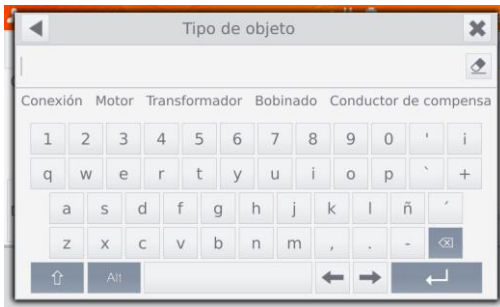 Tipo de objeto
Conexión Motor Transformador Bobinado Conductor de compensa
1 2 3 4 5 6 7 8 9 0 ' i
q w e r t y u i o p ` +
a s d f g h j k l ñ ´
z x c v b n m , . -
Alt